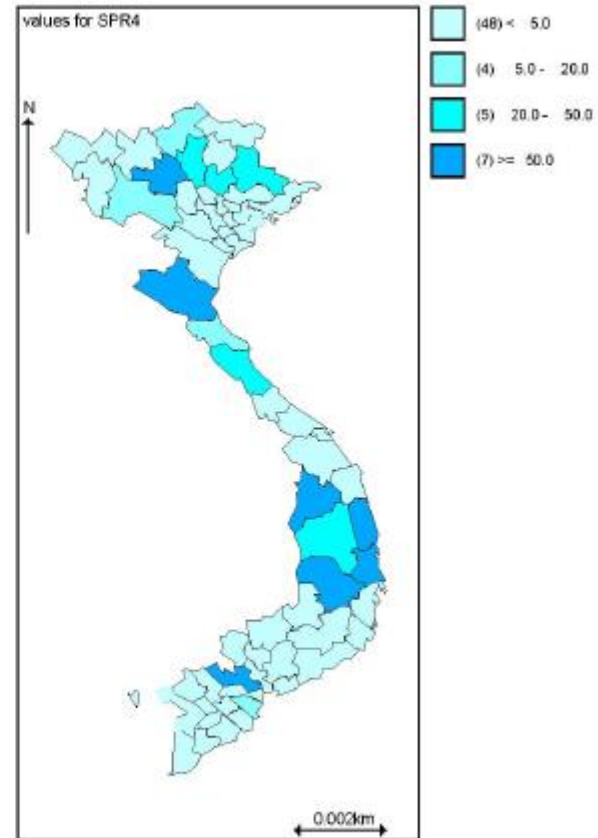 values for SPR4
N
(48) < 5.0
(4) 5.0 - 20.0
(5) 20.0 - 50.0
(7) >= 50.0
0.002km